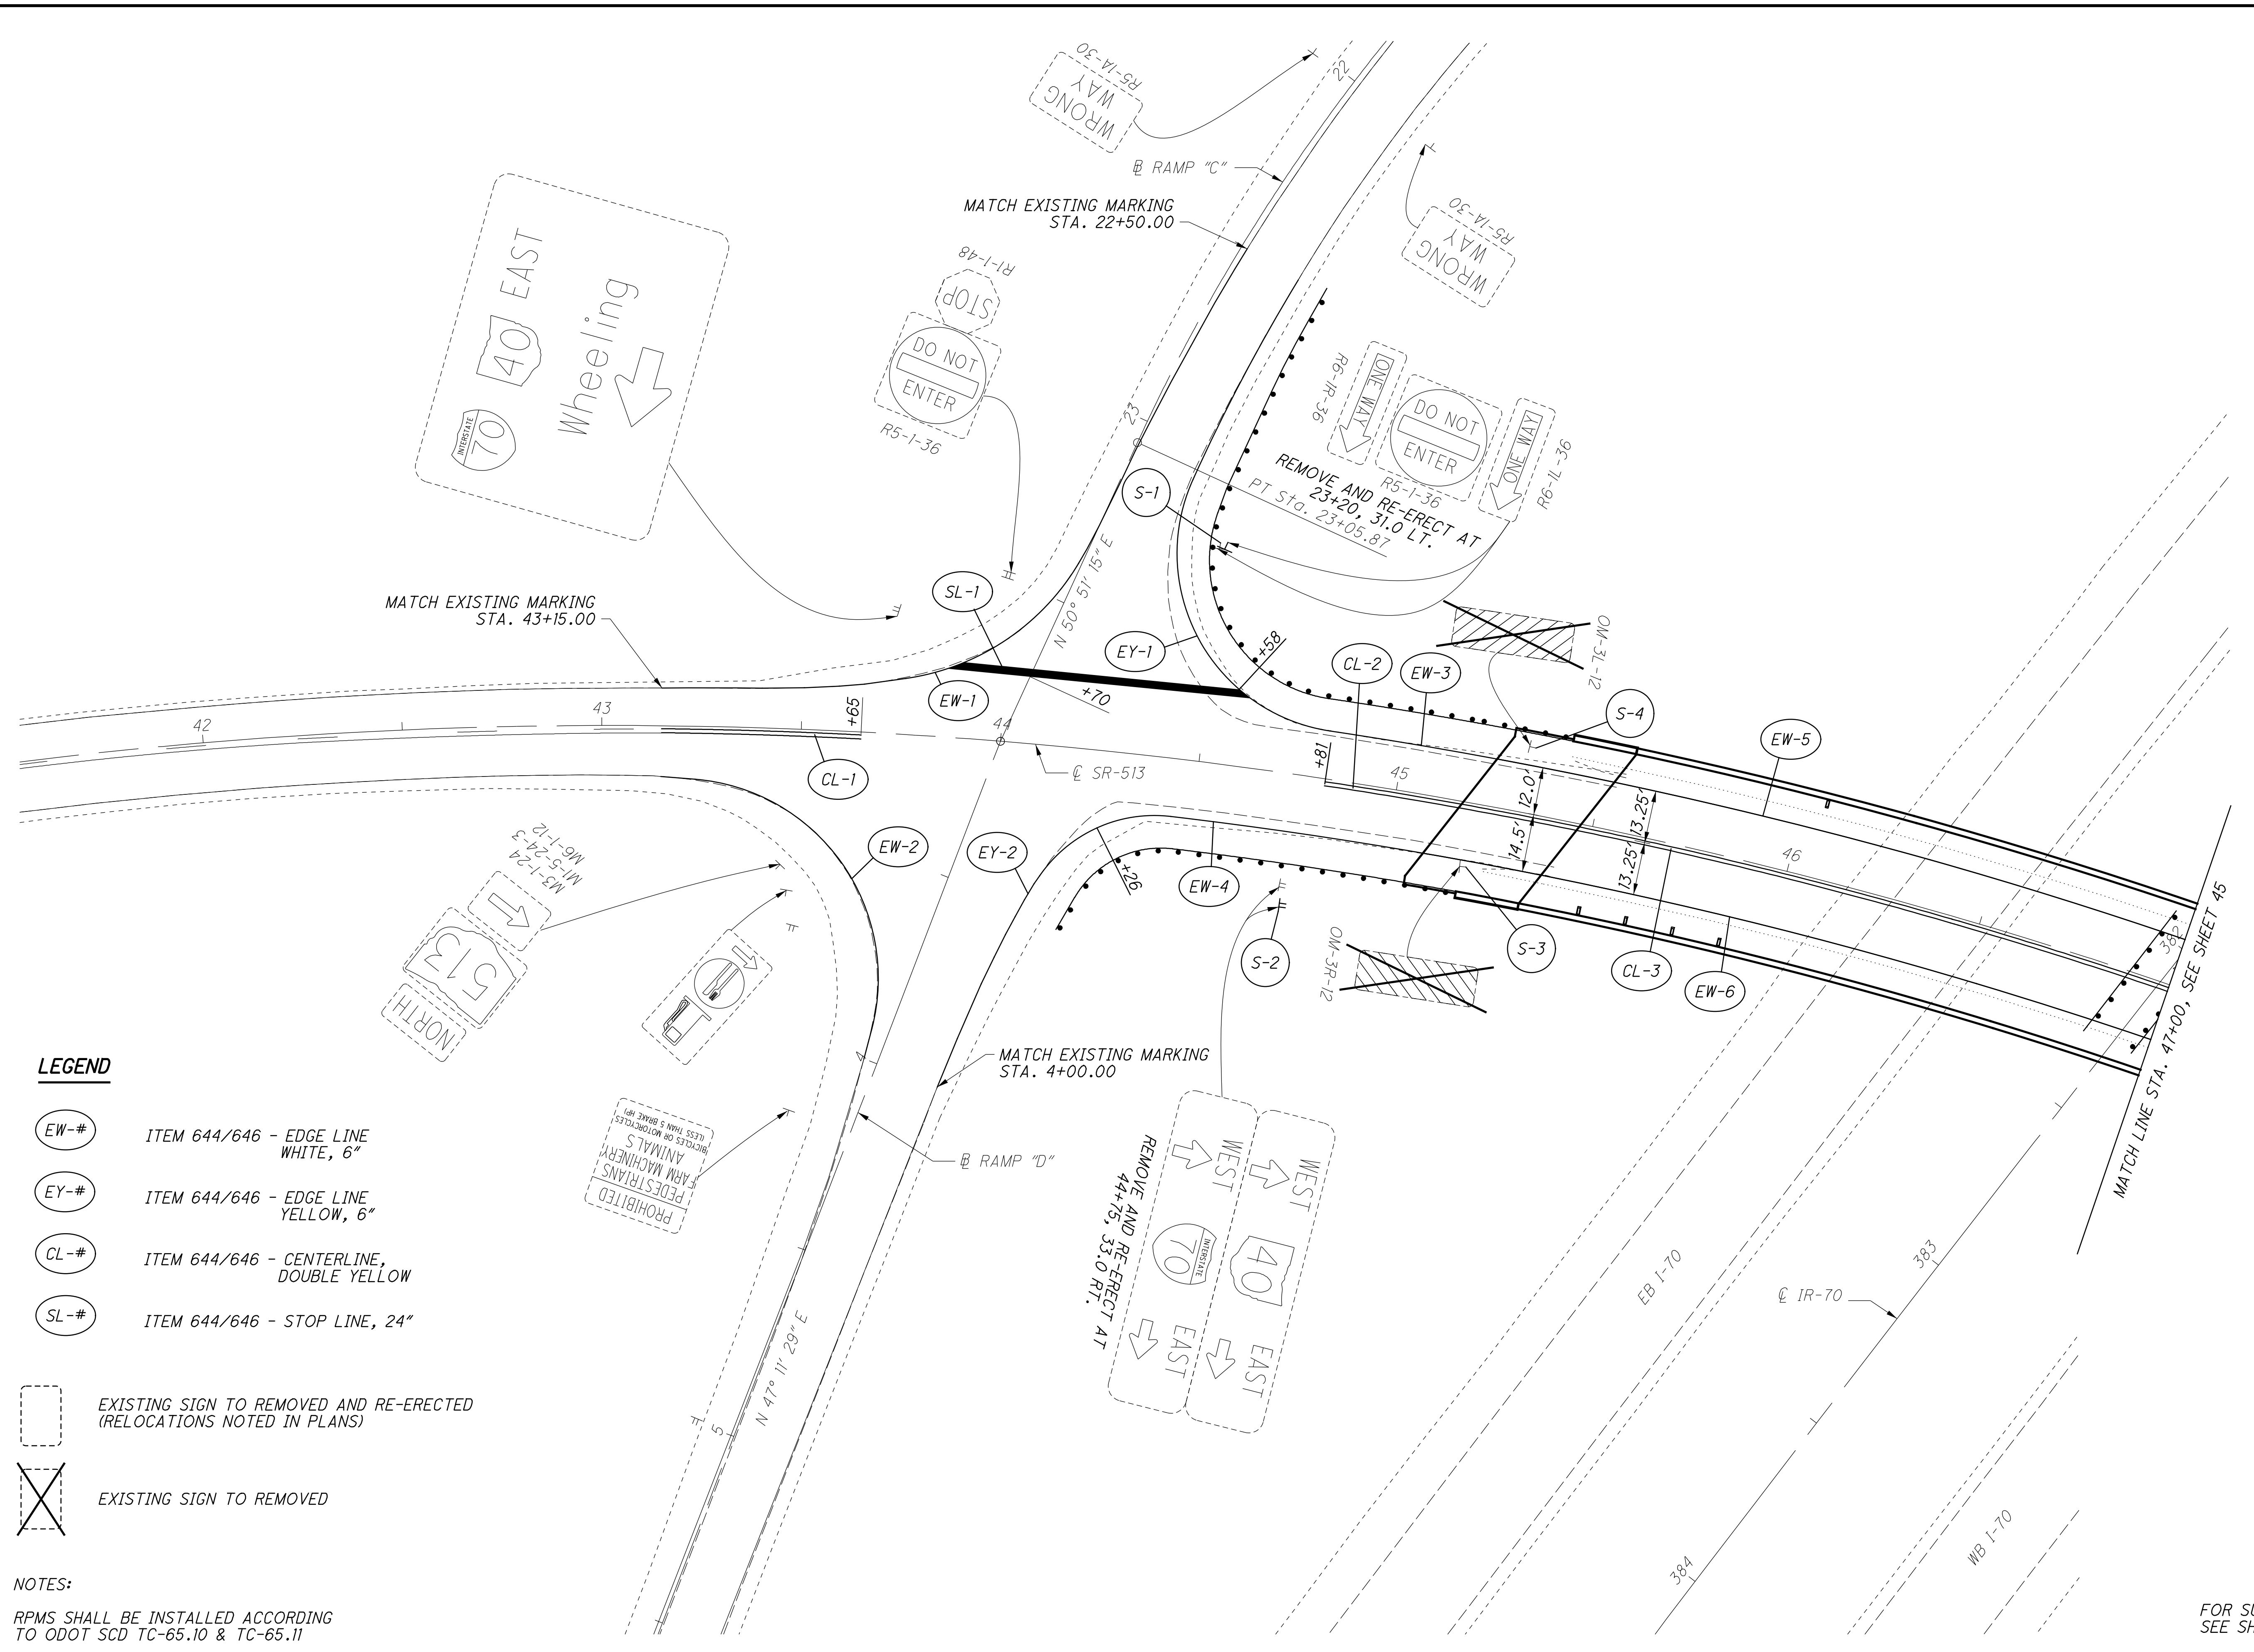 R5-1A-30
WRONG
WAY
22
℄ RAMP "C"
MATCH EXISTING MARKING
STA. 22+50.00
R5-1A-30
WRONG
WAY
INTERSTATE
70
40
EAST
Wheeling
R1-1-48
STOP
DO NOT
ENTER
R5-1-36
23
R6-1R-36
ONE WAY
DO NOT
ENTER
R5-1-36
ONE WAY
R6-1L-36
REMOVE AND RE-ERECT AT
23+20, 31.0 LT.
PT Sta. 23+05.87
S-1
N 50° 51' 15" E
SL-1
MATCH EXISTING MARKING
STA. 43+15.00
EY-1
+58
CL-2
EW-3
OM-3L-12
S-4
EW-5
EW-1
+70
42
43
+65
44
CL-1
℄ SR-513
+81
45
12.0'
14.5'
13.25'
13.25'
46
EW-2
EY-2
+26
EW-4
S-2
S-3
OM-3R-12
CL-3
EW-6
382
MATCH LINE STA. 47+00, SEE SHEET 45
M3-1-24
M1-5-24-3
M6-1-12
NORTH
513
4
MATCH EXISTING MARKING
STA. 4+00.00
℄ RAMP "D"
PROHIBITED
PEDESTRIANS
FARM MACHINERY
ANIMALS
BICYCLES OR MOTORCYCLES
(LESS THAN 5 BRAKE HP)
N 47° 11' 29" E
5
WEST
INTERSTATE
70
EAST
WEST
40
EAST
REMOVE AND RE-ERECT AT
44+75, 33.0 RT.
EB I-70
383
℄ IR-70
384
WB I-70
LEGEND
EW-# ITEM 644/646 - EDGE LINE
WHITE, 6"
EY-# ITEM 644/646 - EDGE LINE
YELLOW, 6"
CL-# ITEM 644/646 - CENTERLINE,
DOUBLE YELLOW
SL-# ITEM 644/646 - STOP LINE, 24"
EXISTING SIGN TO REMOVED AND RE-ERECTED
(RELOCATIONS NOTED IN PLANS)
EXISTING SIGN TO REMOVED
NOTES:
RPMS SHALL BE INSTALLED ACCORDING
TO ODOT SCD TC-65.10 & TC-65.11
FOR SU
SEE SH